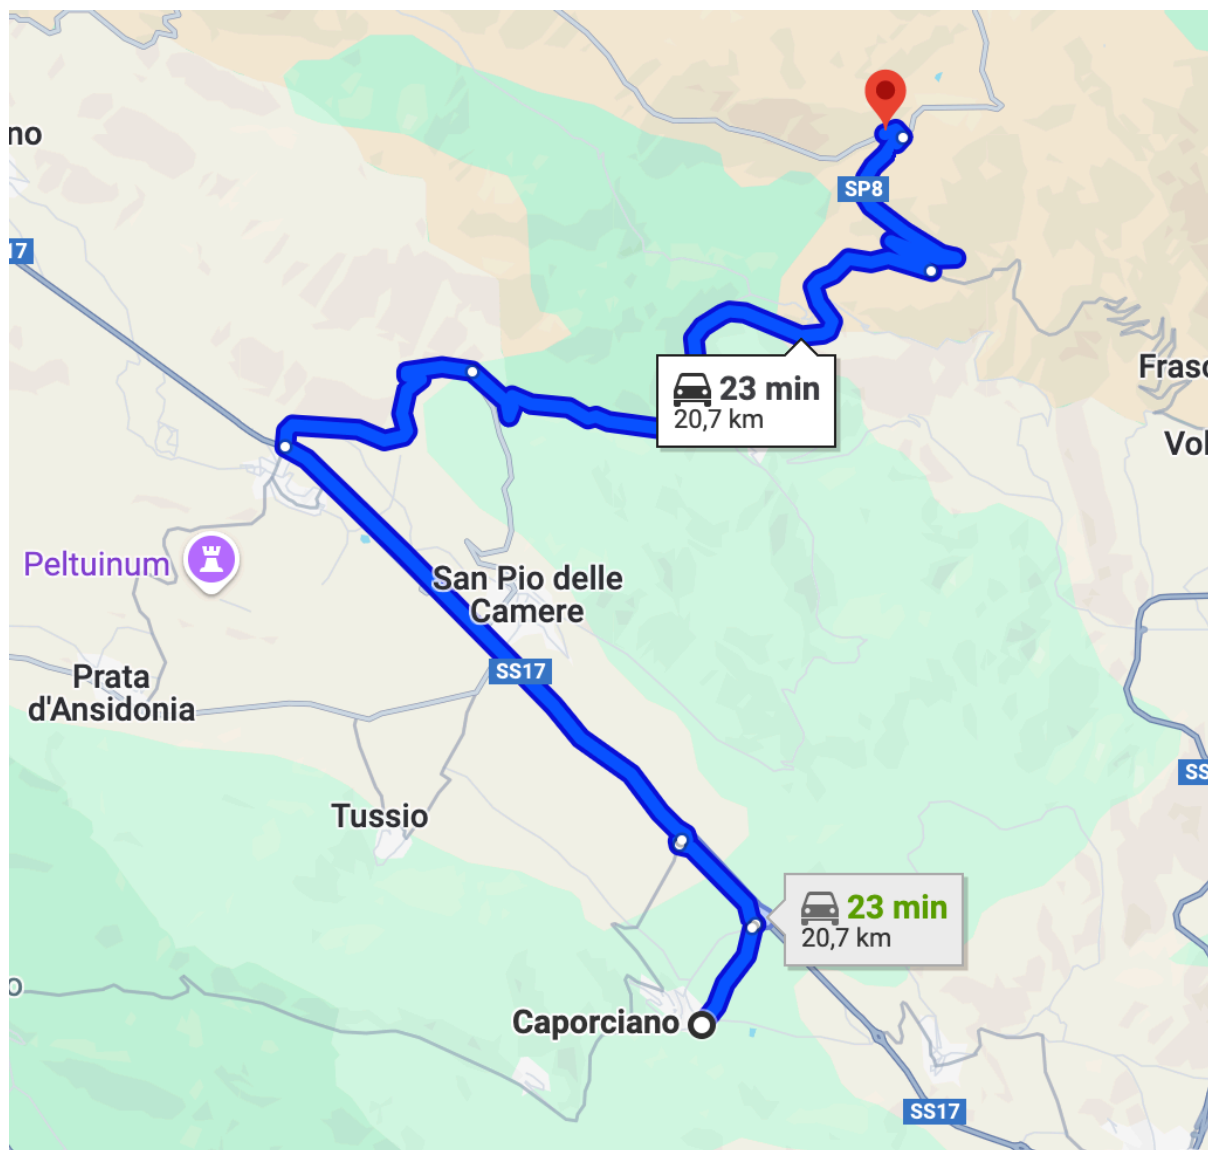 no
SP8
17
Frasc
23 min
20,7 km
Vol
Peltuinum
San Pio delle
Camere
SS17
Prata
d'Ansidonia
SS
Tussio
23 min
20,7 km
o
Caporciano
SS17